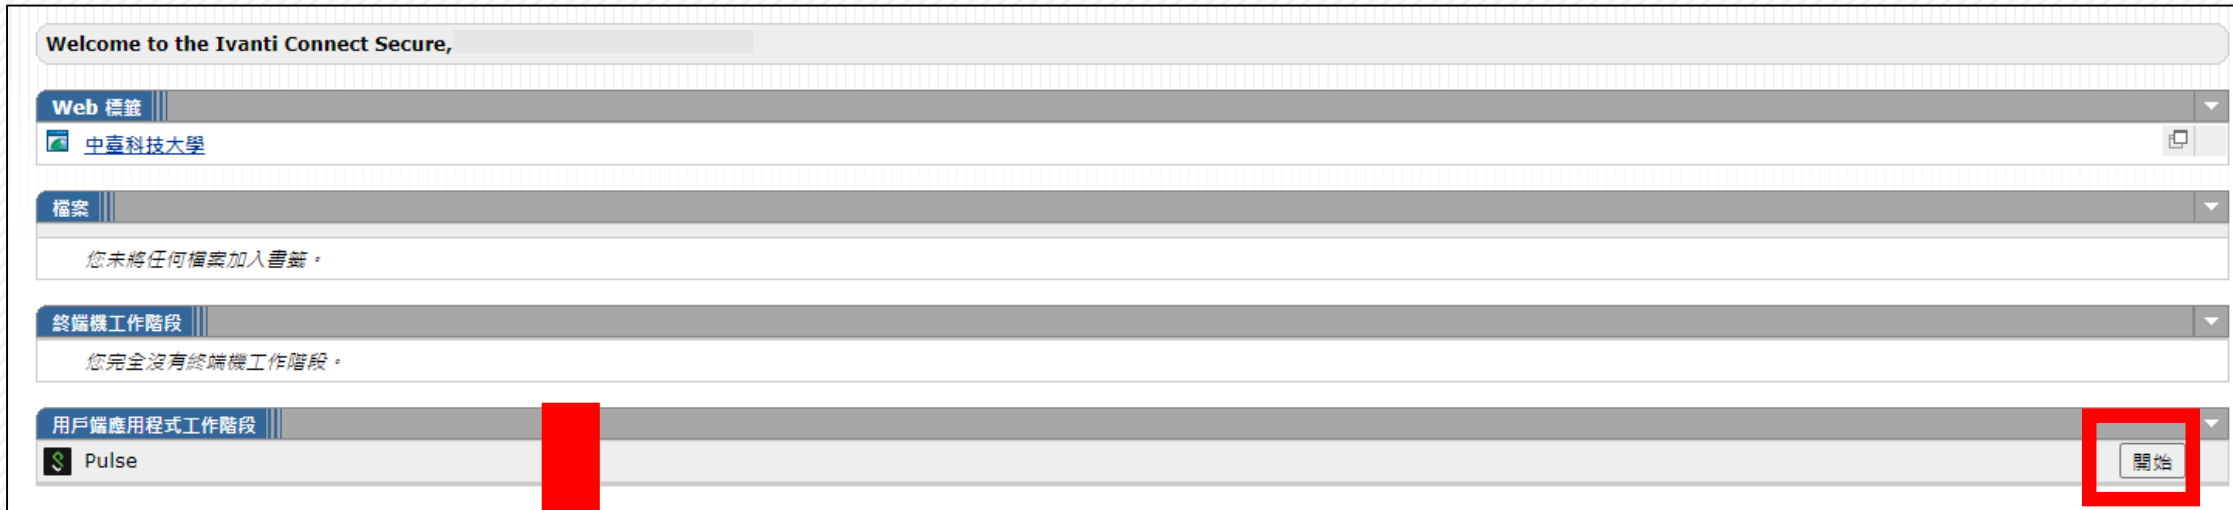 Welcome to the Ivanti Connect Secure,
Web 標籤
中臺科技大學
檔案
您未將任何檔案加入書籤。
終端機工作階段
您完全沒有終端機工作階段。
用戶端應用程式工作階段
Pulse
開始